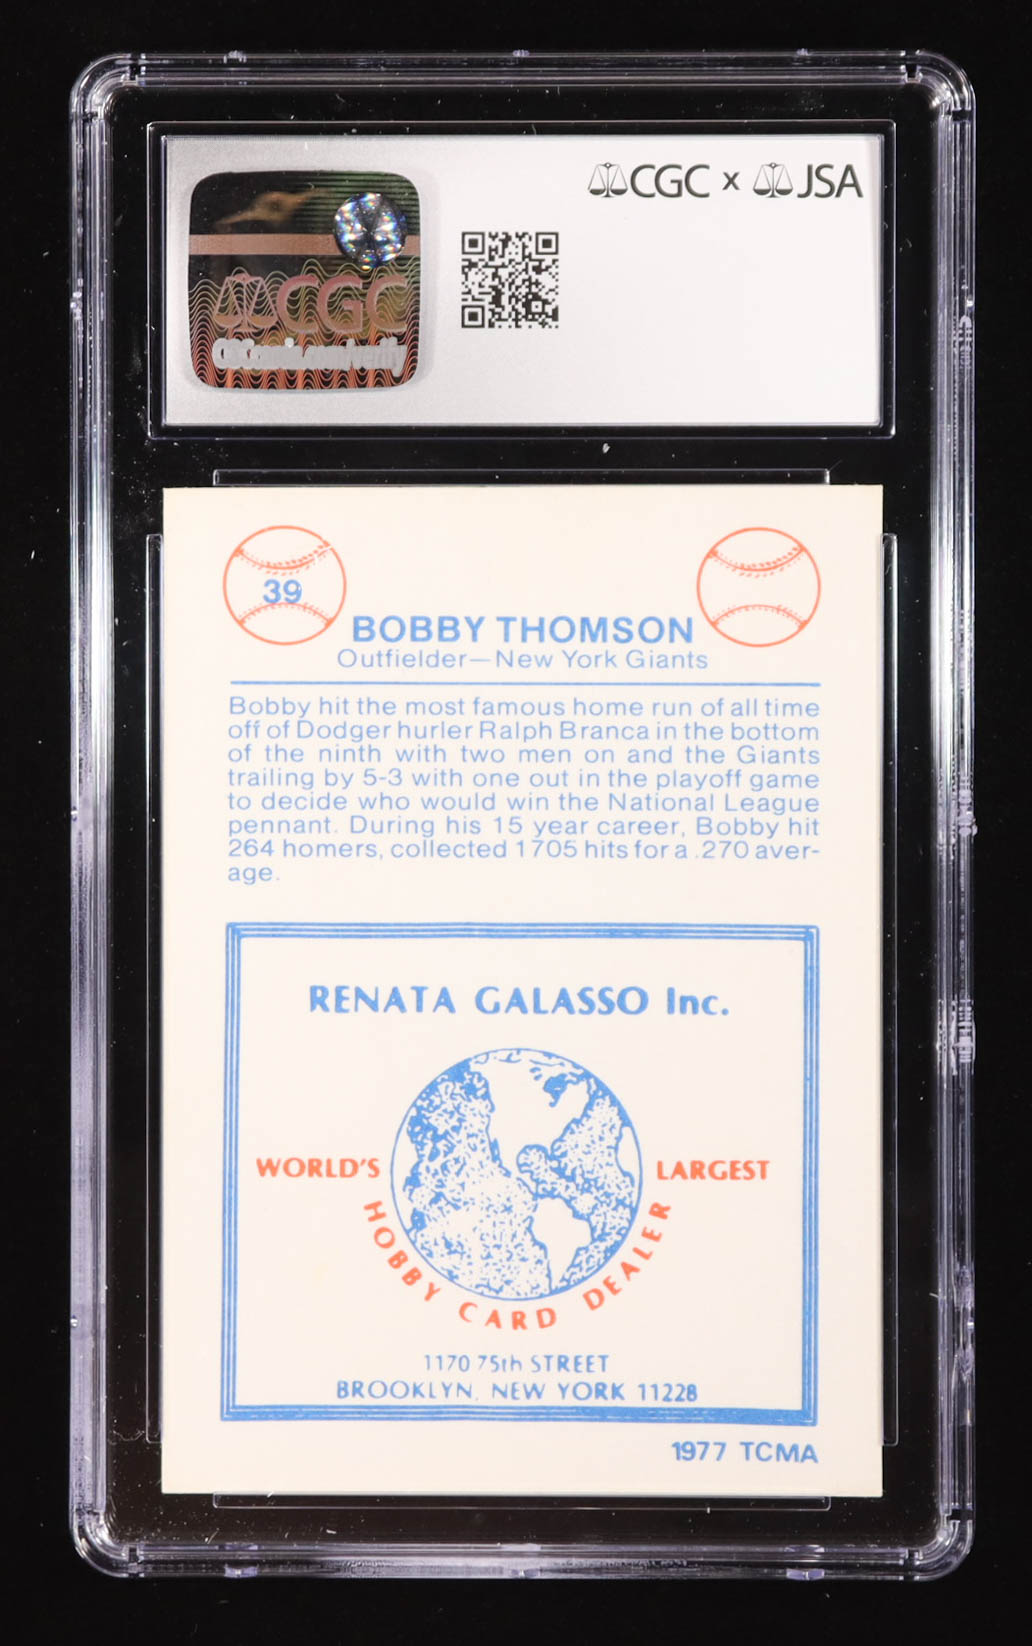 CGC x JSA
CGC
39
BOBBY THOMSON
Outfielder—New York Giants
Bobby hit the most famous home run of all time
off of Dodger hurler Ralph Branca in the bottom
of the ninth with two men on and the Giants
trailing by 5-3 with one out in the playoff game
to decide who would win the National League
pennant. During his 15 year career, Bobby hit
264 homers, collected 1705 hits for a .270 aver-
age.
RENATA GALASSO Inc.
WORLD'S LARGEST
HOBBY CARD DEALER
1170 75th STREET
BROOKLYN, NEW YORK 11228
1977 TCMA